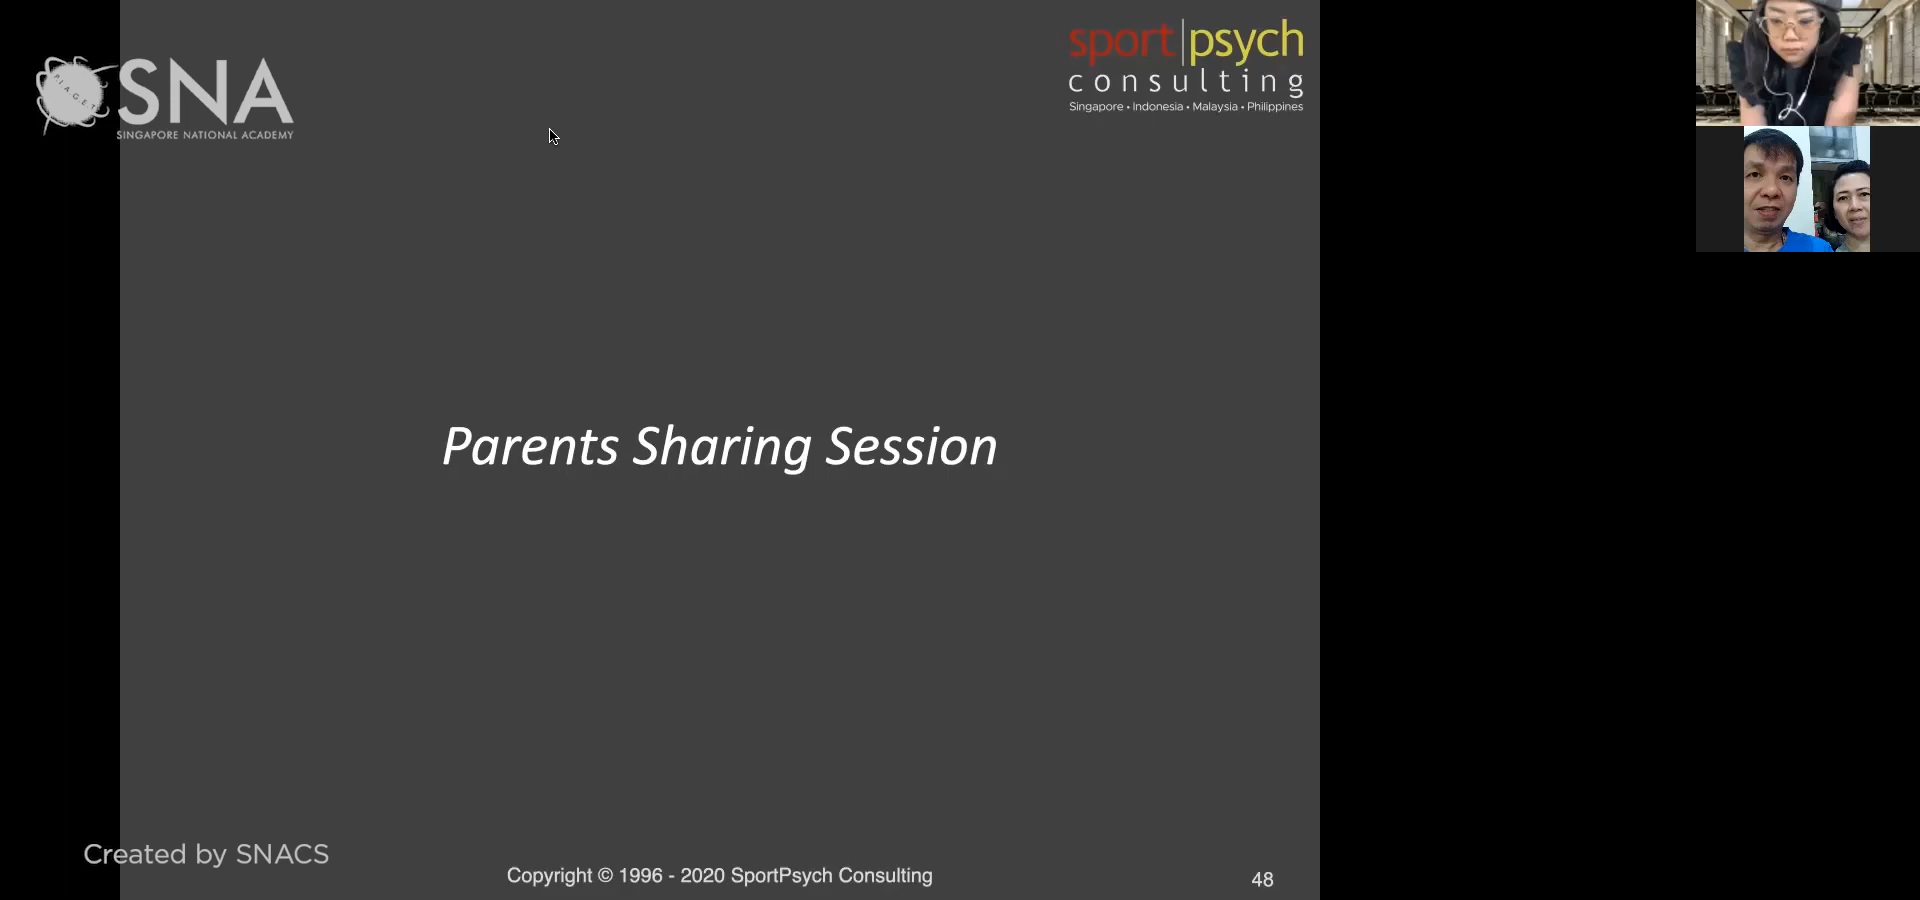 sport|psych
consulting
Singapore • Indonesia • Malaysia • Philippines
PIAGET
SNA
SINGAPORE NATIONAL ACADEMY
Parents Sharing Session
Created by SNACS
Copyright © 1996 - 2020 SportPsych Consulting
48